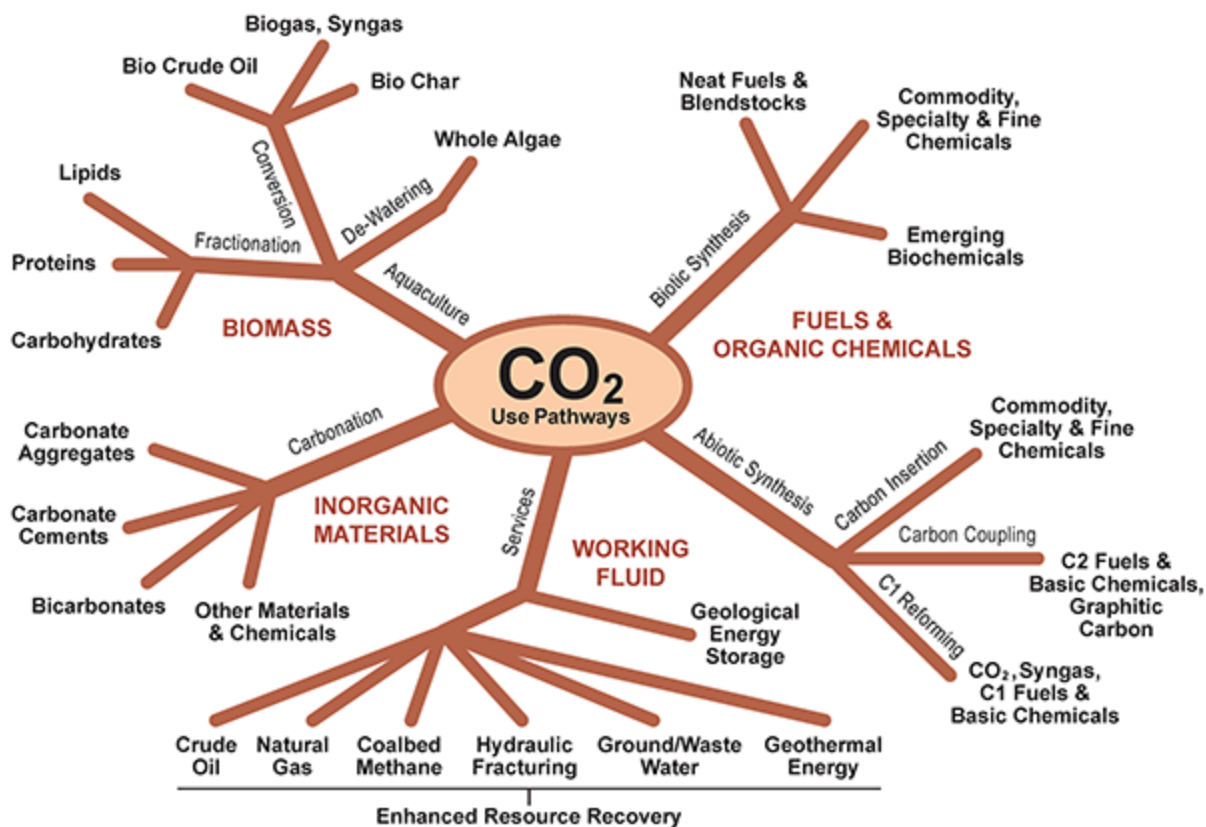 Biogas, Syngas
Bio Crude Oil
Bio Char
Whole Algae
Lipids
Conversion
De-Watering
Fractionation
Proteins
Aquaculture
Carbohydrates
BIOMASS
Neat Fuels &
Blendstocks
Commodity,
Specialty & Fine
Chemicals
Biotic Synthesis
Emerging
Biochemicals
FUELS &
ORGANIC CHEMICALS
CO₂
Use Pathways
Carbonation
Carbonate
Aggregates
Carbonate
Cements
Bicarbonates
Other Materials
& Chemicals
INORGANIC
MATERIALS
Services
WORKING
FLUID
Geological
Energy
Storage
Abiotic Synthesis
Carbon Insertion
Commodity,
Specialty & Fine
Chemicals
Carbon Coupling
C2 Fuels &
Basic Chemicals,
Graphitic
Carbon
C1 Reforming
CO₂,Syngas,
C1 Fuels &
Basic Chemicals
Crude
Oil
Natural
Gas
Coalbed
Methane
Hydraulic
Fracturing
Ground/Waste
Water
Geothermal
Energy
Enhanced Resource Recovery